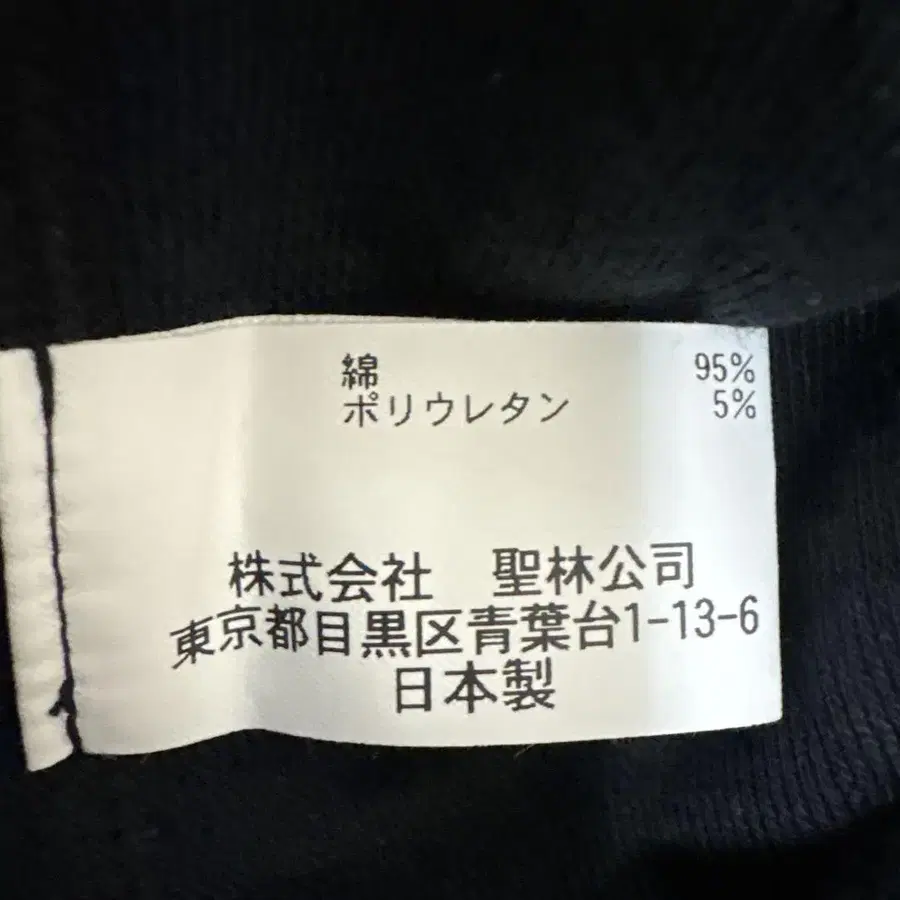 綿 95%
ポリウレタン 5%
株式会社 聖林公司
東京都目黒区青葉台1-13-6
日本製